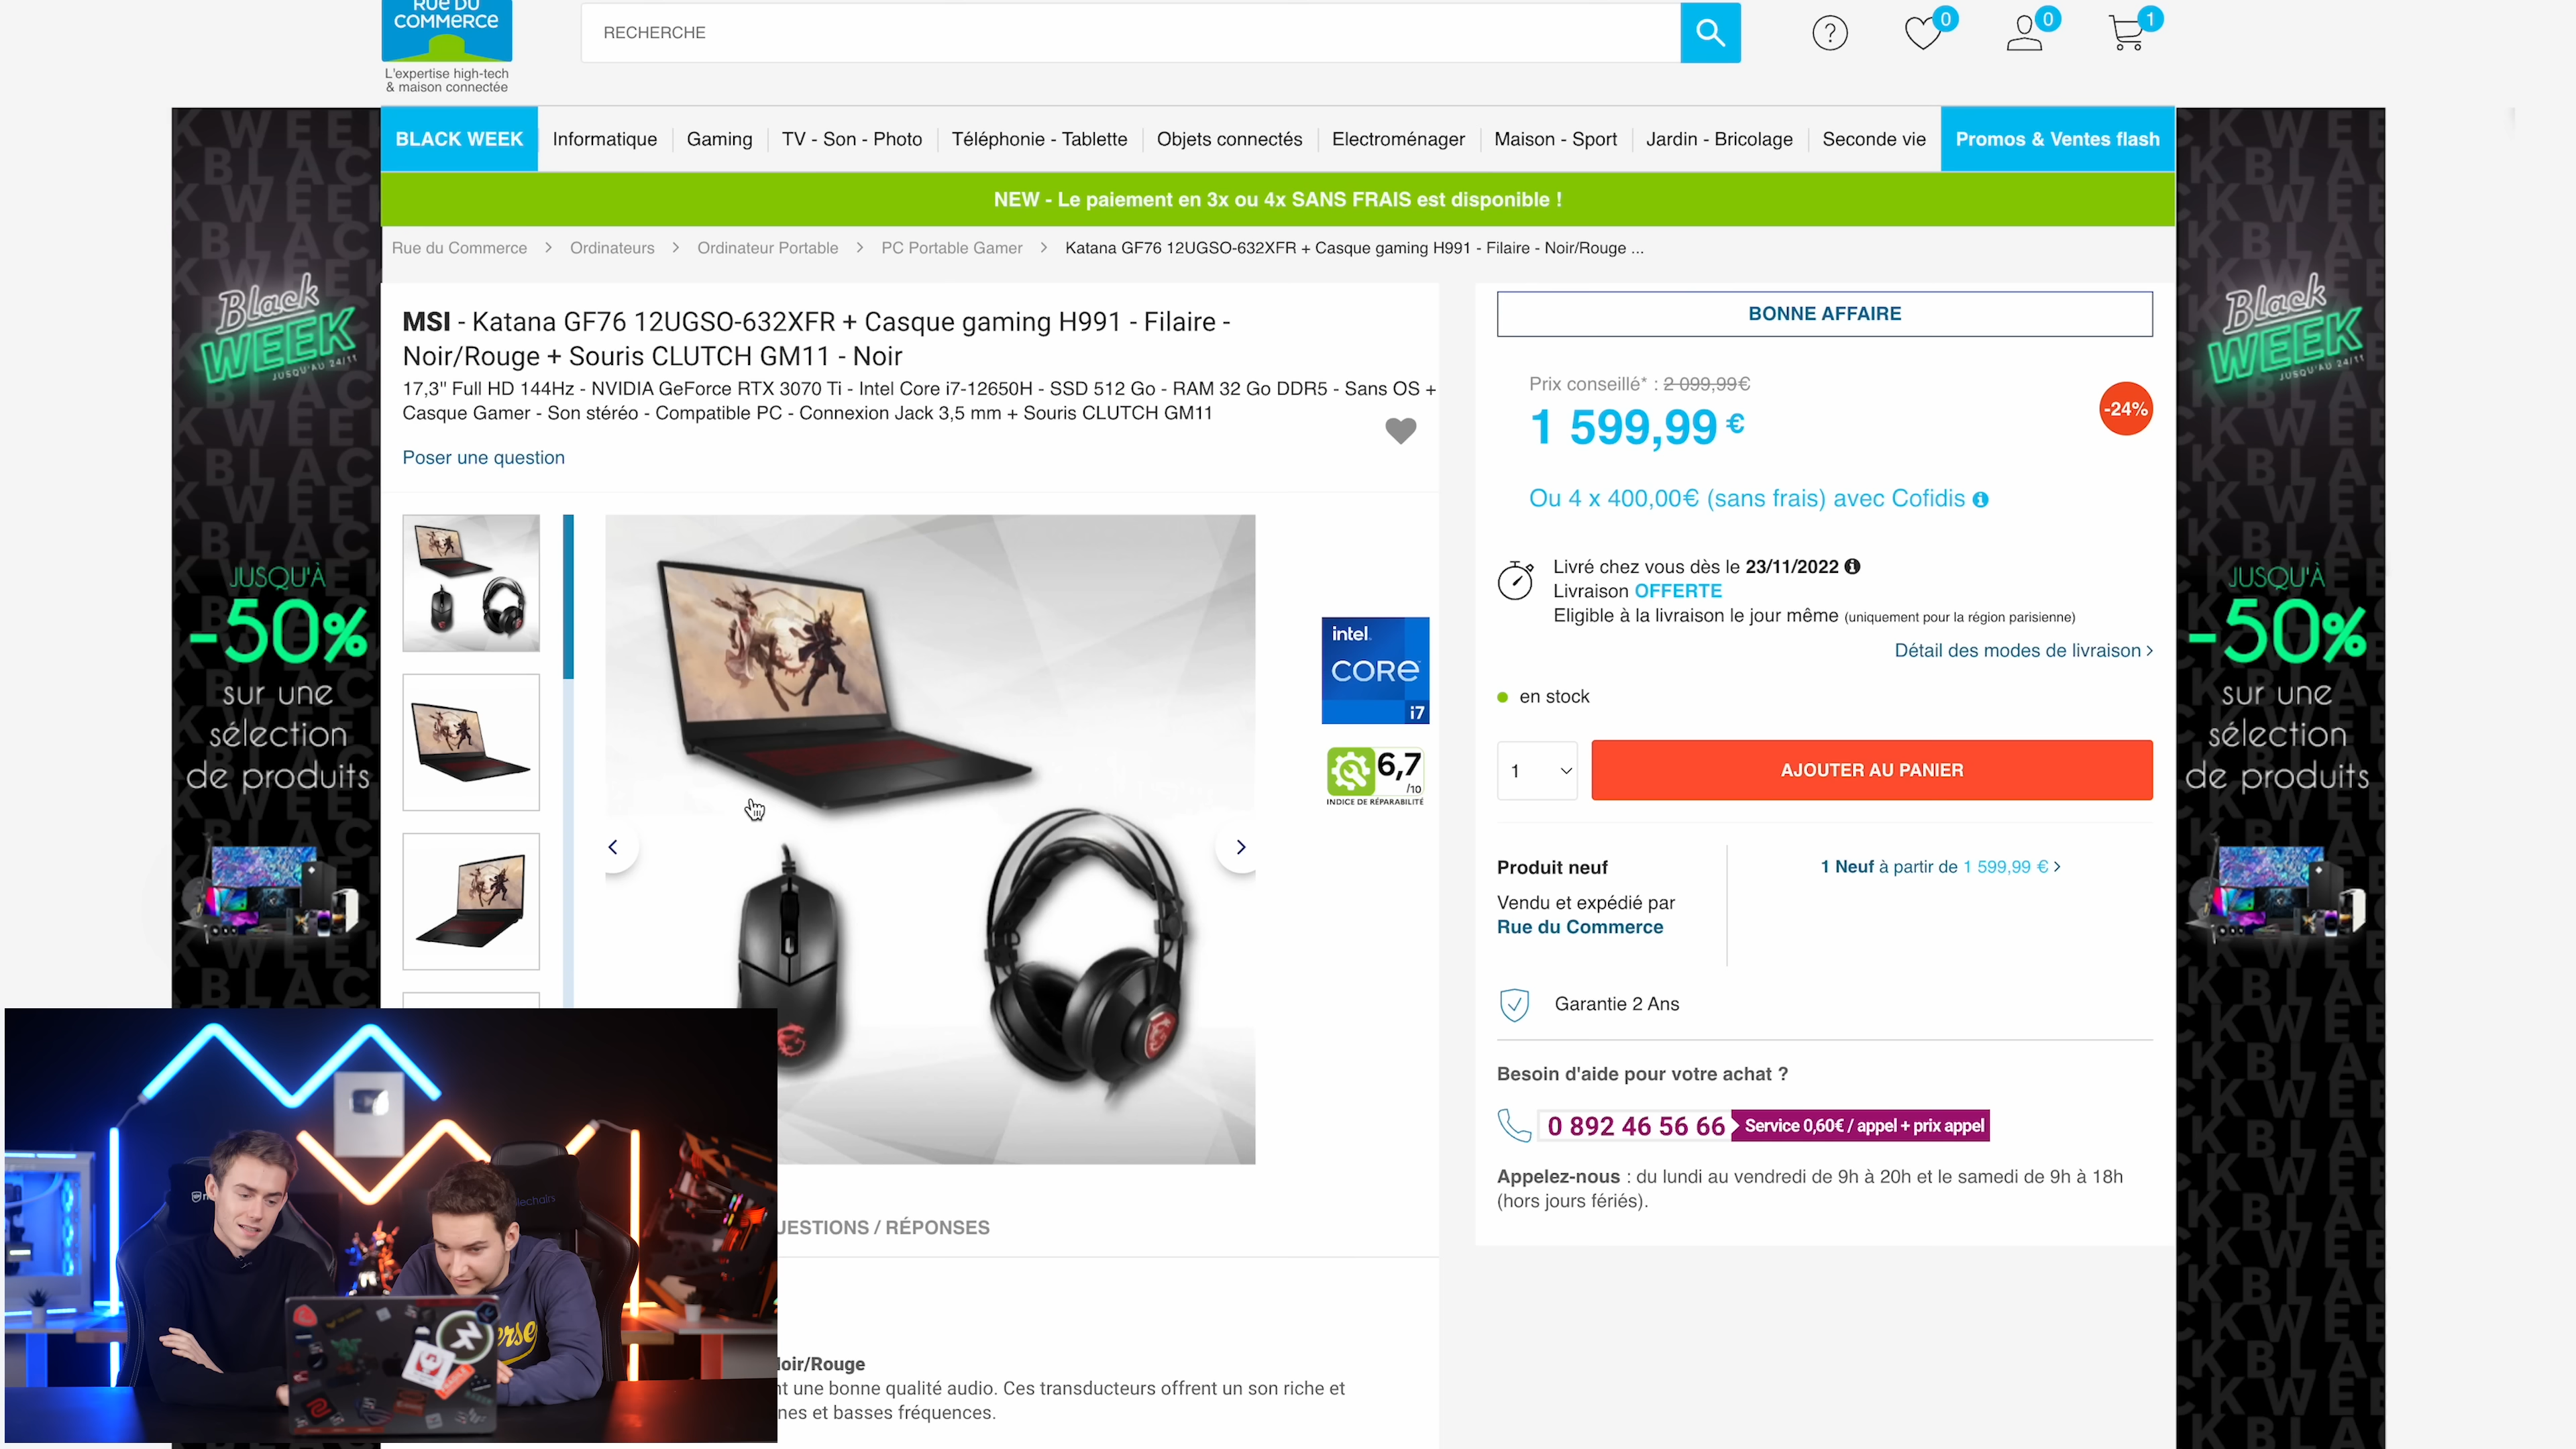 RUE DU
COMMERCE
L'expertise high-tech
& maison connectée
RECHERCHE
0
0
1
BLACK WEEK
Informatique
Gaming
TV - Son - Photo
Téléphonie - Tablette
Objets connectés
Electroménager
Maison - Sport
Jardin - Bricolage
Seconde vie
Promos & Ventes flash
NEW - Le paiement en 3x ou 4x SANS FRAIS est disponible !
Rue du Commerce > Ordinateurs > Ordinateur Portable > PC Portable Gamer > Katana GF76 12UGSO-632XFR + Casque gaming H991 - Filaire - Noir/Rouge ...
MSI - Katana GF76 12UGSO-632XFR + Casque gaming H991 - Filaire -
Noir/Rouge + Souris CLUTCH GM11 - Noir
17,3" Full HD 144Hz - NVIDIA GeForce RTX 3070 Ti - Intel Core i7-12650H - SSD 512 Go - RAM 32 Go DDR5 - Sans OS +
Casque Gamer - Son stéréo - Compatible PC - Connexion Jack 3,5 mm + Souris CLUTCH GM11
Poser une question
intel.
CORE
i7
6,7
/10
INDICE DE RÉPARABILITÉ
UESTIONS / RÉPONSES
loir/Rouge
nt une bonne qualité audio. Ces transducteurs offrent un son riche et
nes et basses fréquences.
BONNE AFFAIRE
Prix conseillé* : 2 099,99€
1 599,99 €
-24%
Ou 4 x 400,00€ (sans frais) avec Cofidis
Livré chez vous dès le 23/11/2022
Livraison OFFERTE
Eligible à la livraison le jour même (uniquement pour la région parisienne)
Détail des modes de livraison >
en stock
1
AJOUTER AU PANIER
Produit neuf
Vendu et expédié par
Rue du Commerce
1 Neuf à partir de 1 599,99 € >
Garantie 2 Ans
Besoin d'aide pour votre achat ?
0 892 46 56 66
Service 0,60€ / appel + prix appel
Appelez-nous : du lundi au vendredi de 9h à 20h et le samedi de 9h à 18h
(hors jours fériés).
Black
WEEK
JUSQU'AU 24/11
JUSQU'À
-50%
sur une
sélection
de produits
Black
WEEK
JUSQU'AU 24/11
JUSQU'À
-50%
sur une
sélection
de produits